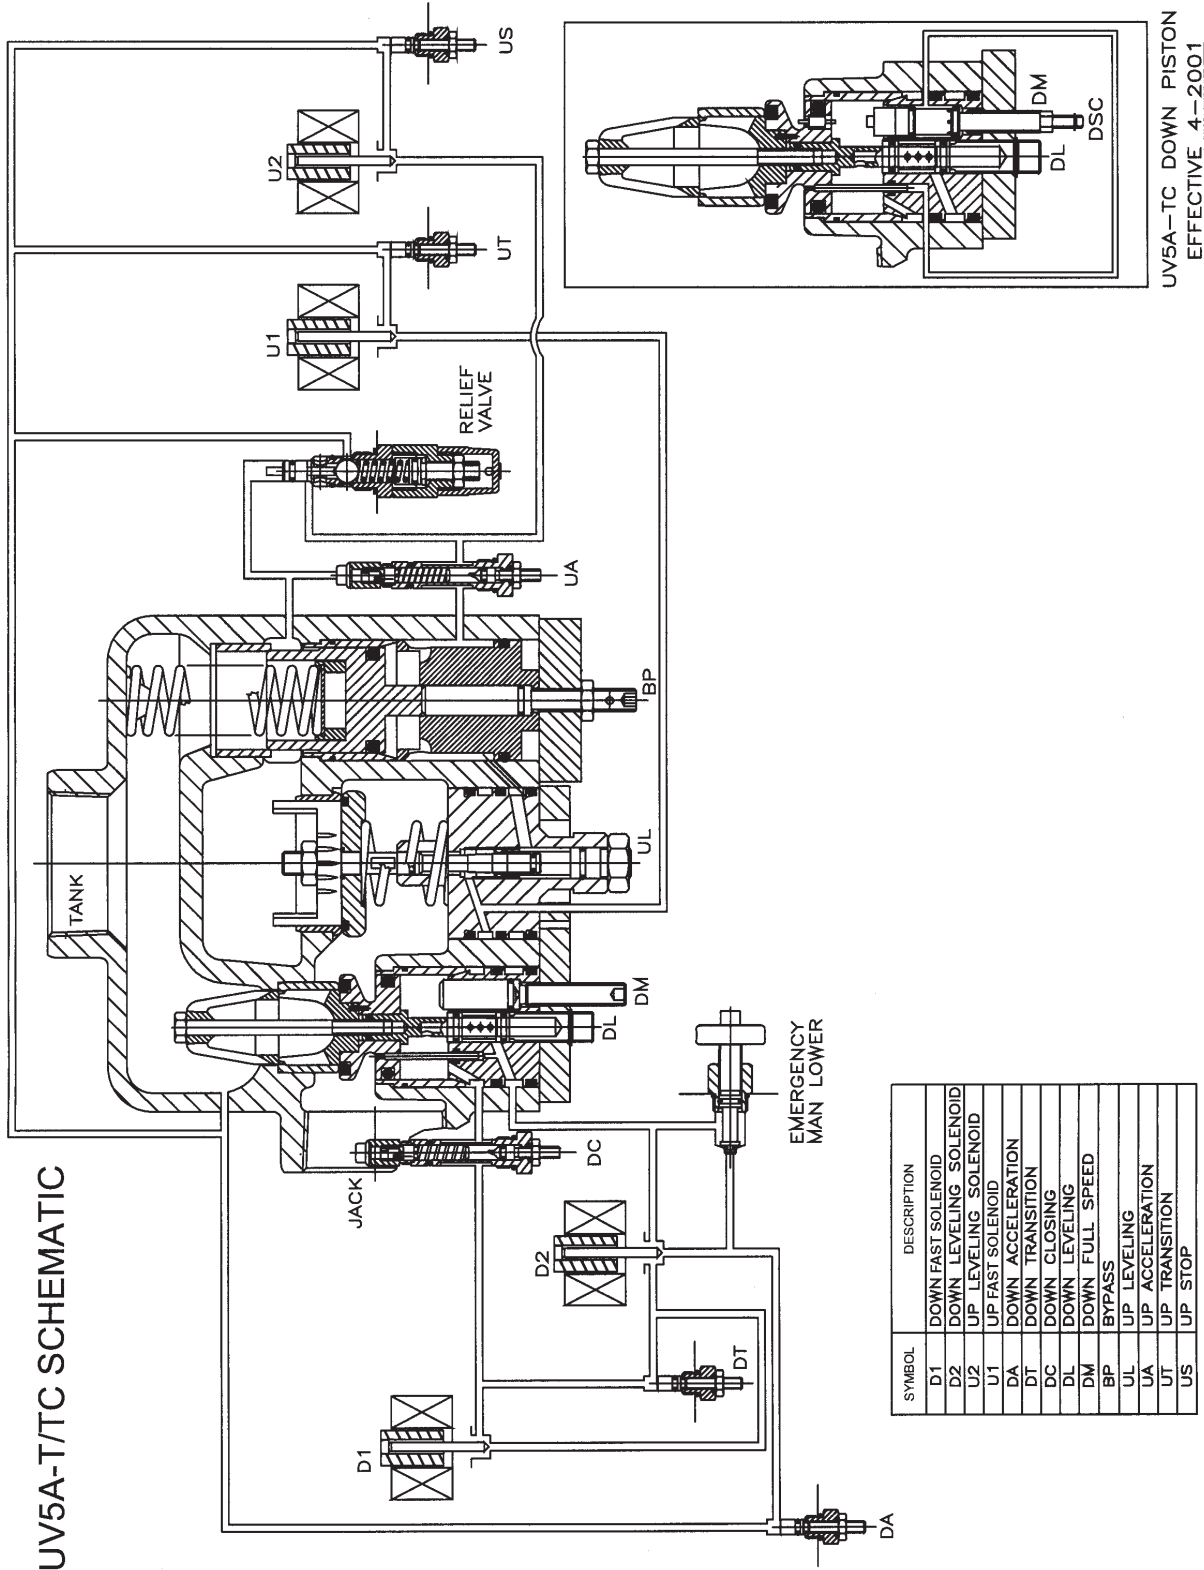 UV5A-T/TC SCHEMATIC
TANK
JACK
US
U2
UT
U1
RELIEF
VALVE
UA
BP
UL
DM
DL
DC
EMERGENCY
MAN LOWER
D2
D1
DT
DA
DM
DSC
DL
UV5A-TC DOWN PISTON
EFFECTIVE 4-2001
SYMBOL DESCRIPTION
D1 DOWN FAST SOLENOID
D2 DOWN LEVELING SOLENOID
U2 UP LEVELING SOLENOID
U1 UP FAST SOLENOID
DA DOWN ACCELERATION
DT DOWN TRANSITION
DC DOWN CLOSING
DL DOWN LEVELING
DM DOWN FULL SPEED
BP BYPASS
UL UP LEVELING
UA UP ACCELERATION
UT UP TRANSITION
US UP STOP